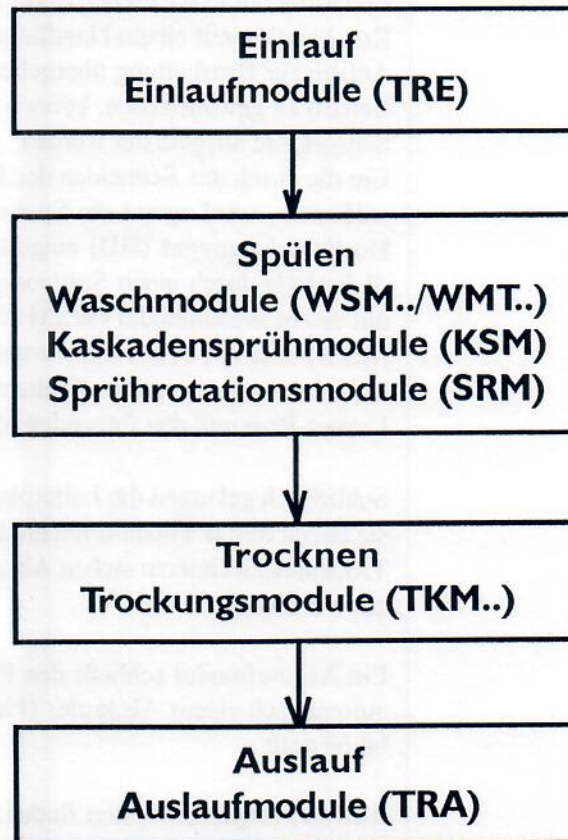 Einlauf
Einlaufmodule (TRE)
Spülen
Waschmodule (WSM../WMT..)
Kaskadensprühmodule (KSM)
Sprührotationsmodule (SRM)
Trocknen
Trockungsmodule (TKM..)
Auslauf
Auslaufmodule (TRA)